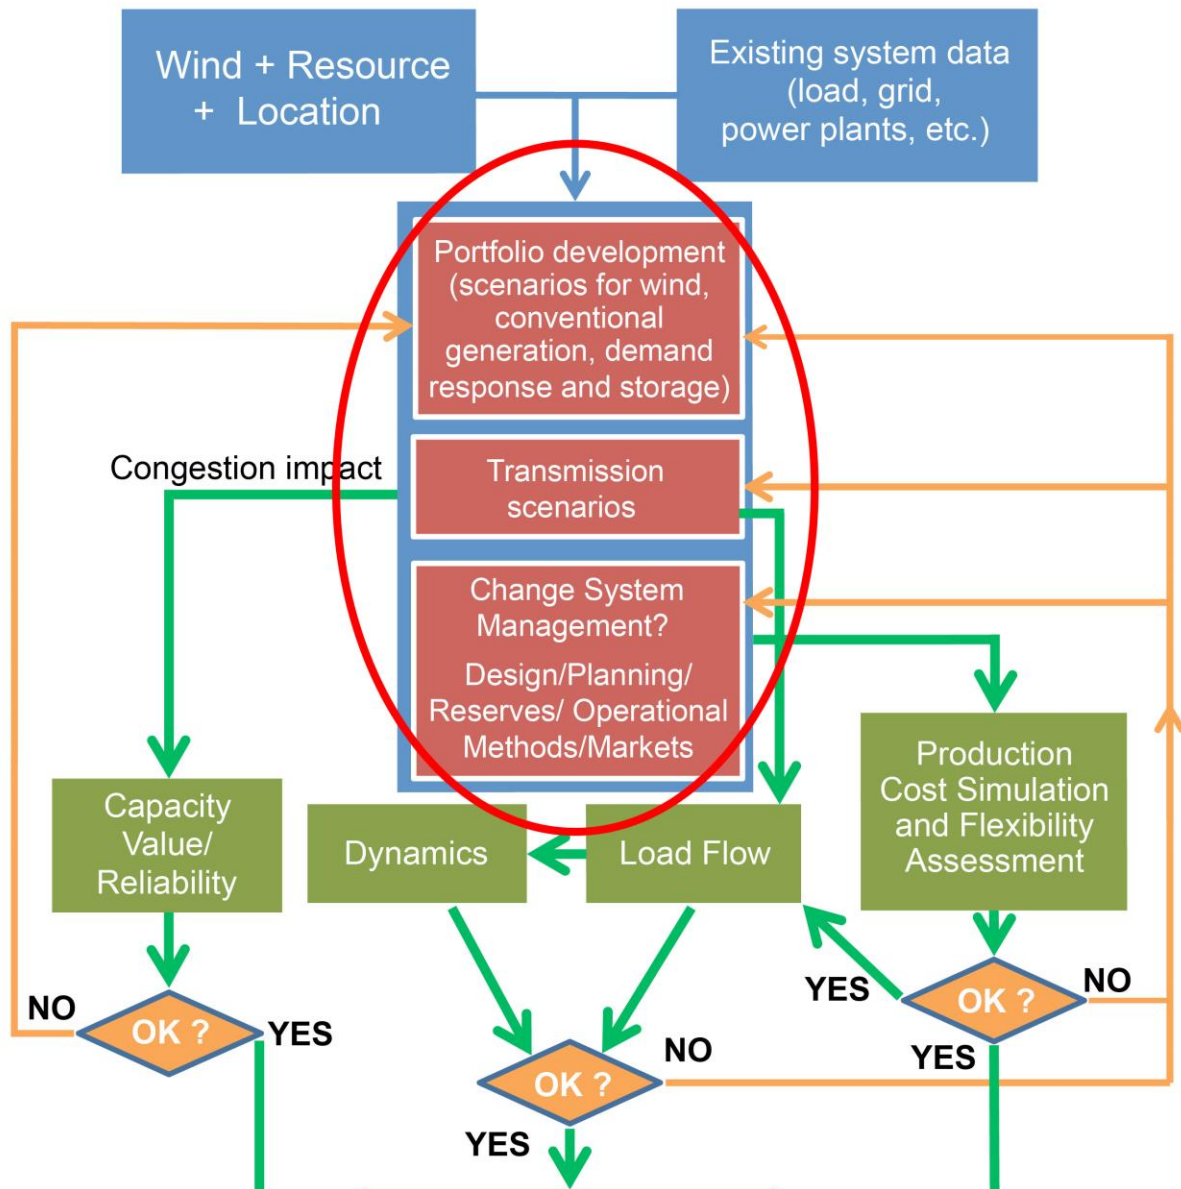 Wind + Resource
+ Location
Existing system data
(load, grid,
power plants, etc.)
Portfolio development
(scenarios for wind,
conventional
generation, demand
response and storage)
Congestion impact
Transmission
scenarios
Change System
Management?
Design/Planning/
Reserves/ Operational
Methods/Markets
Capacity
Value/
Reliability
Dynamics
Load Flow
Production
Cost Simulation
and Flexibility
Assessment
NO
OK ?
YES
YES
OK ?
NO
YES
OK ?
NO
YES